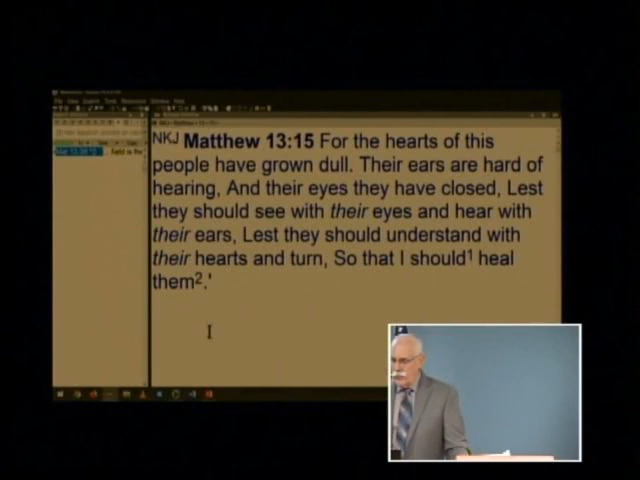 NKJ Matthew 13:15 For the hearts of this
people have grown dull. Their ears are hard of
hearing, And their eyes they have closed, Lest
they should see with their eyes and hear with
their ears, Lest they should understand with
their hearts and turn, So that I should1 heal
them2.'